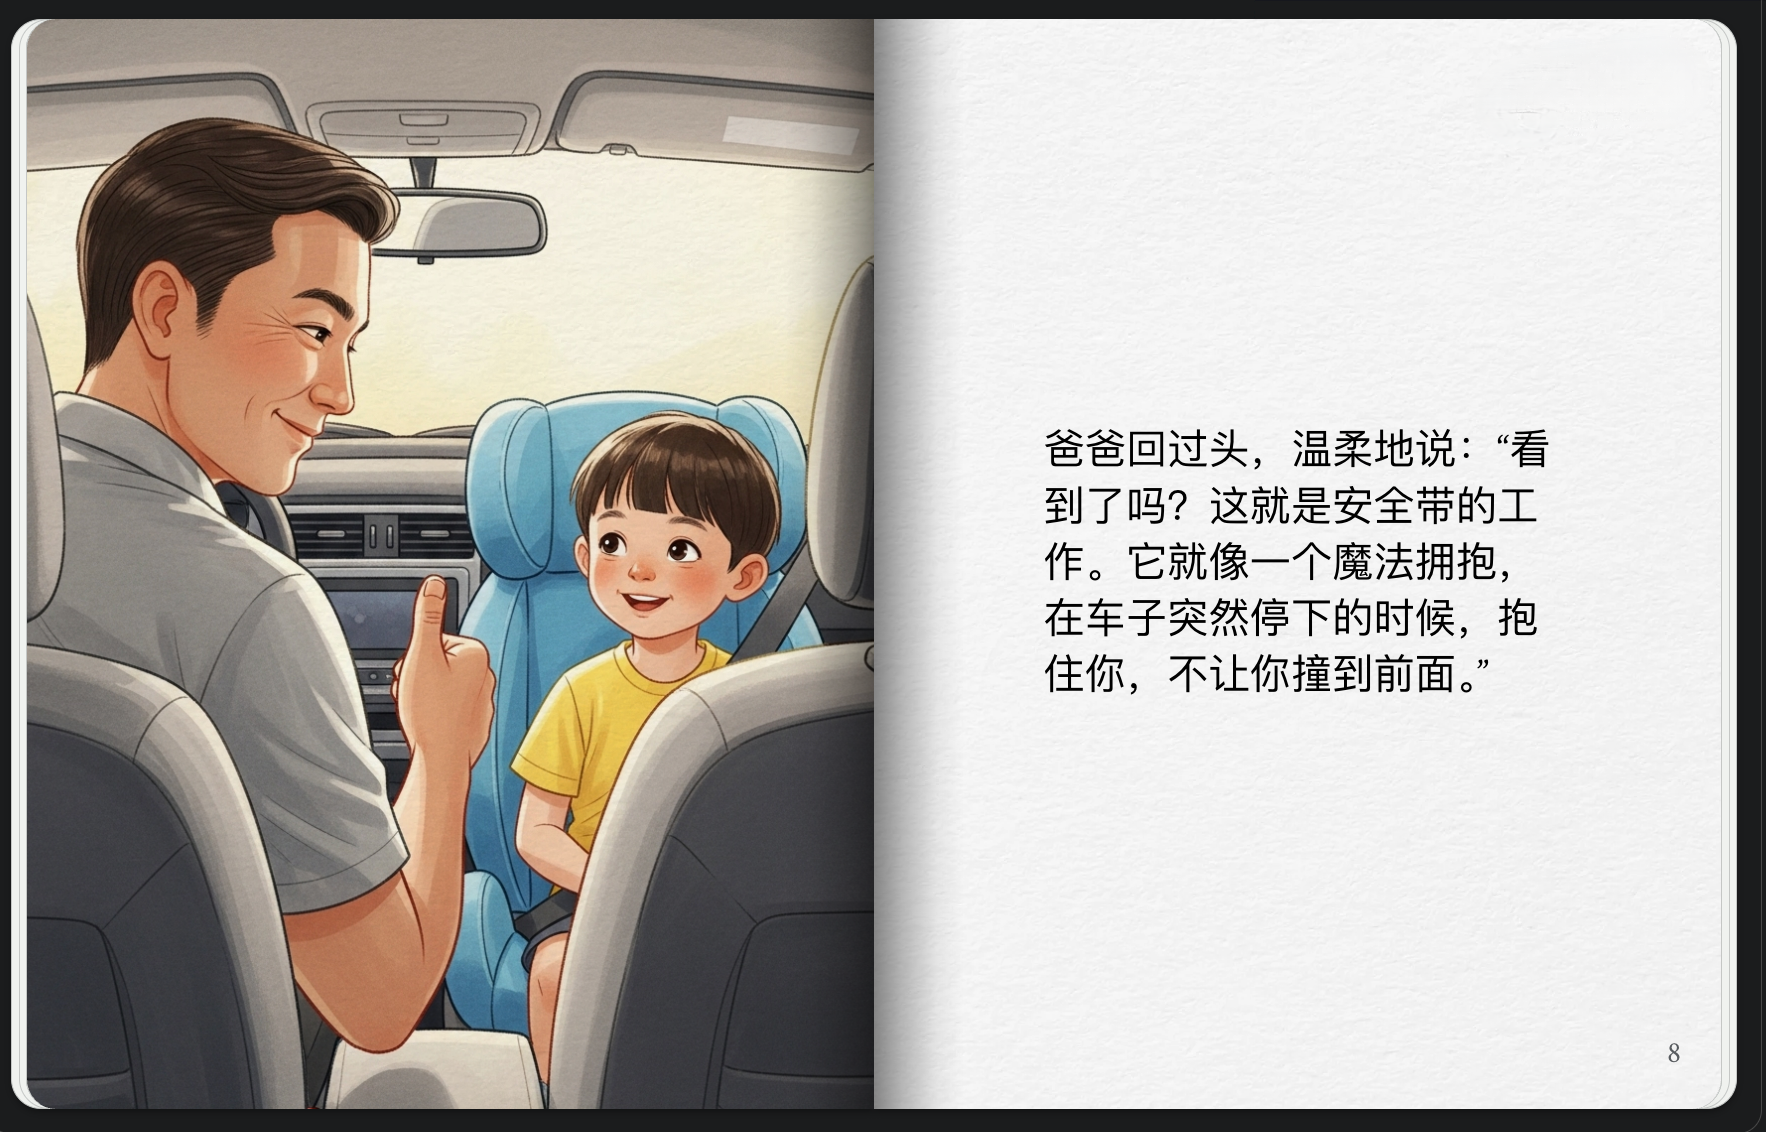 爸爸回过头，温柔地说：“看
到了吗？这就是安全带的工
作。它就像一个魔法拥抱，
在车子突然停下的时候，抱
住你，不让你撞到前面。”
8